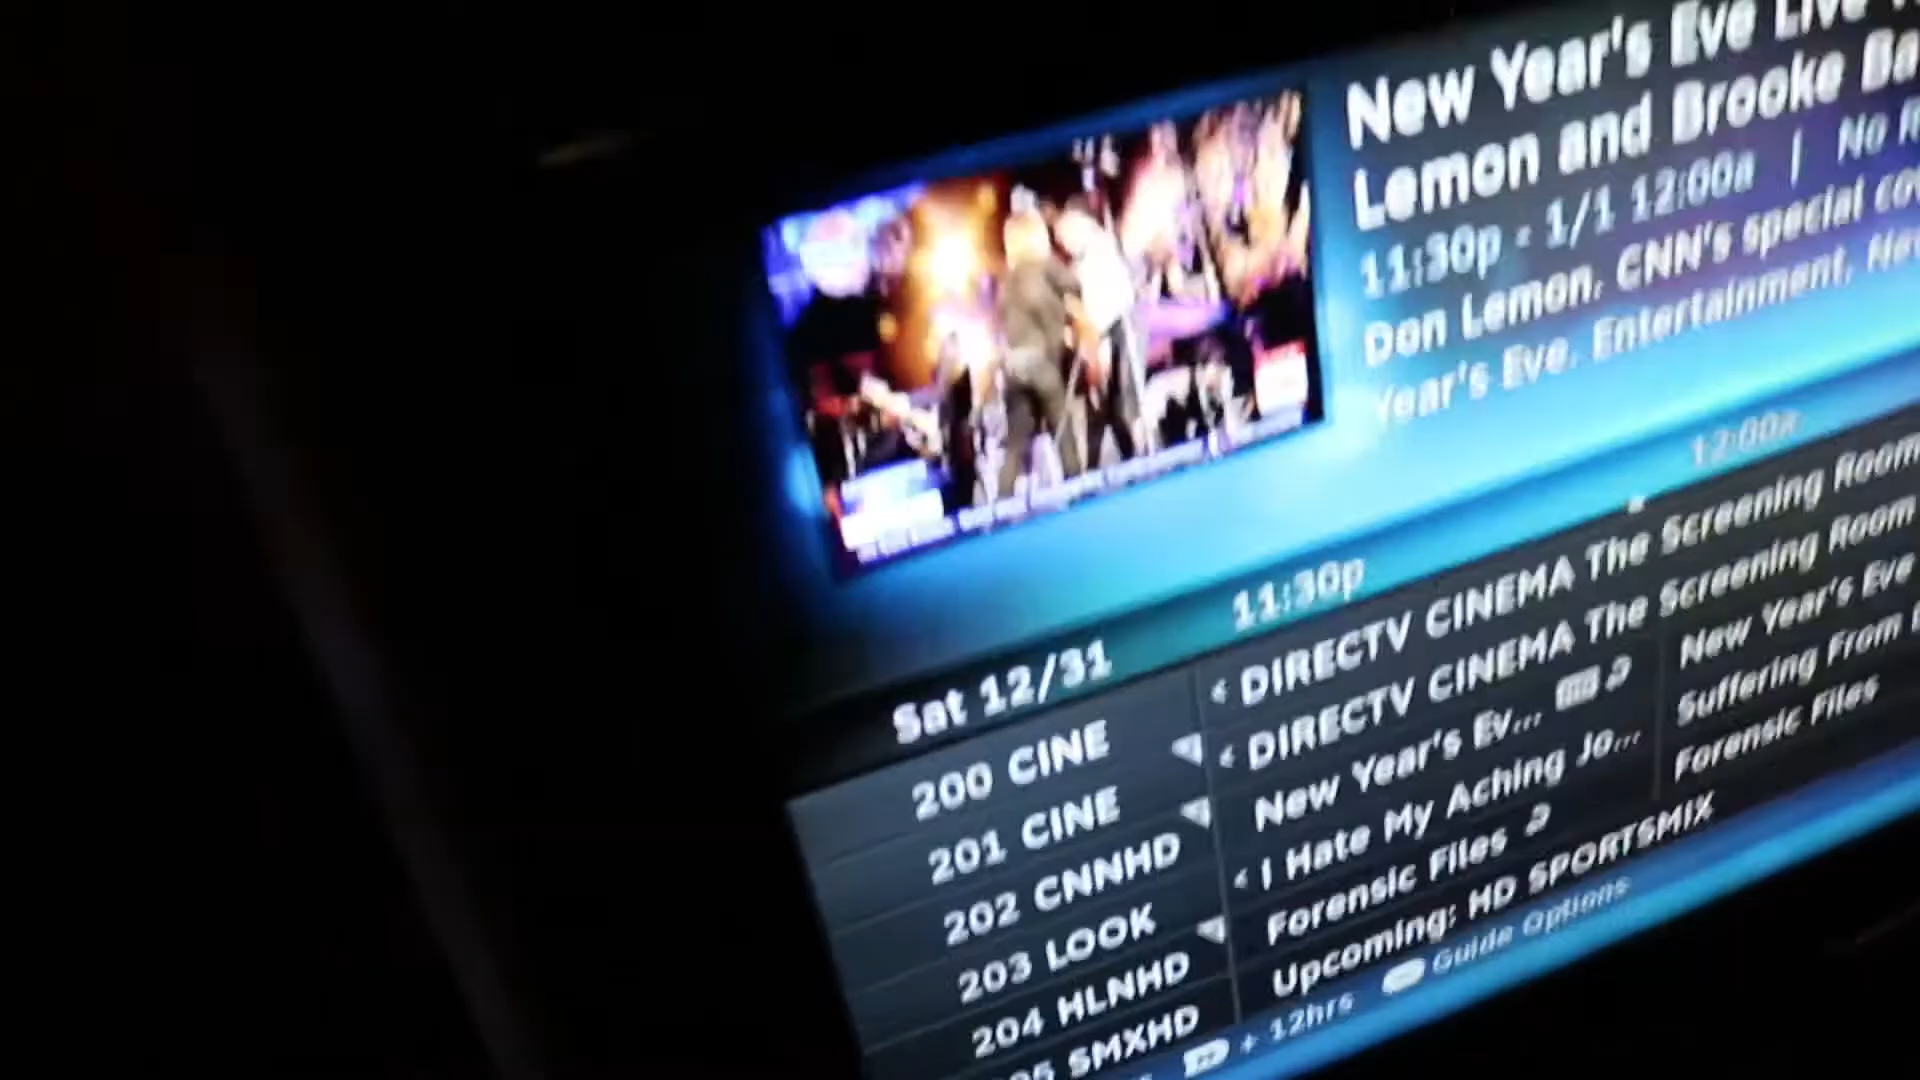 New Year's Eve Live
Lemon and Brooke
11:30p - 1/1 12:00a | No
Don Lemon, CNN's special
Year's Eve. Entertainment,
12:00a
11:30p
Sat 12/31
200 CINE
DIRECTV CINEMA The Screening Room
201 CINE
DIRECTV CINEMA The Screening Room
202 CNNHD
New Year's Ev...
New Year's Eve
203 LOOK
I Hate My Aching Jo...
Suffering From
204 HLNHD
Forensic Files
Forensic Files
SMXHD
Upcoming: HD SPORTSMIX
+ 12hrs
Guide Options